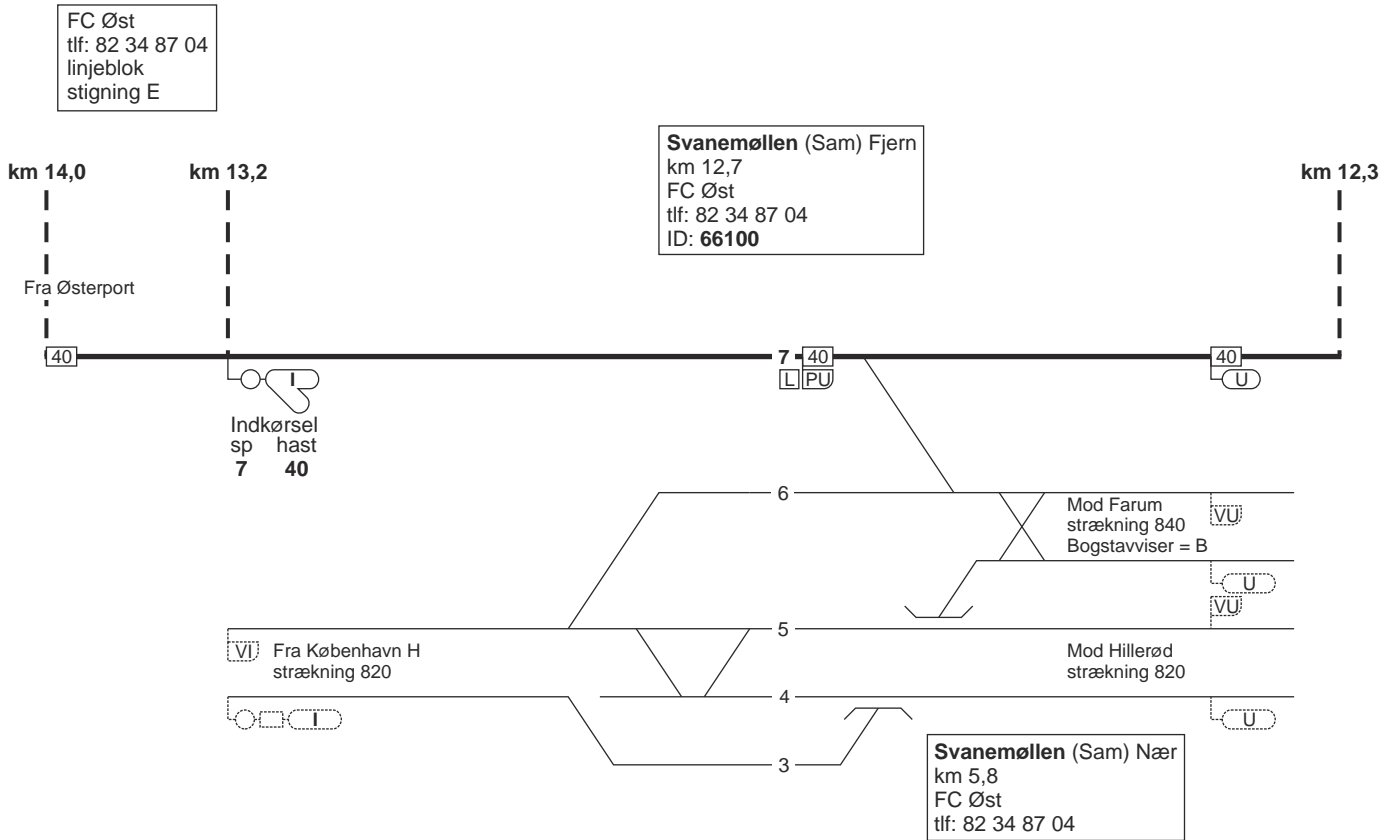 FC Øst
tlf: 82 34 87 04
linjeblok
stigning E
Svanemøllen (Sam) Fjern
km 12,7
FC Øst
tlf: 82 34 87 04
ID: 66100
km 14,0
km 13,2
km 12,3
Fra Østerport
40
7
40
40
I
L
PU
U
Indkørsel
sp hast
7 40
6
Mod Farum
strækning 840
Bogstavviser = B
VU
U
VU
5
VI
Fra København H
strækning 820
Mod Hillerød
strækning 820
4
I
U
3
Svanemøllen (Sam) Nær
km 5,8
FC Øst
tlf: 82 34 87 04